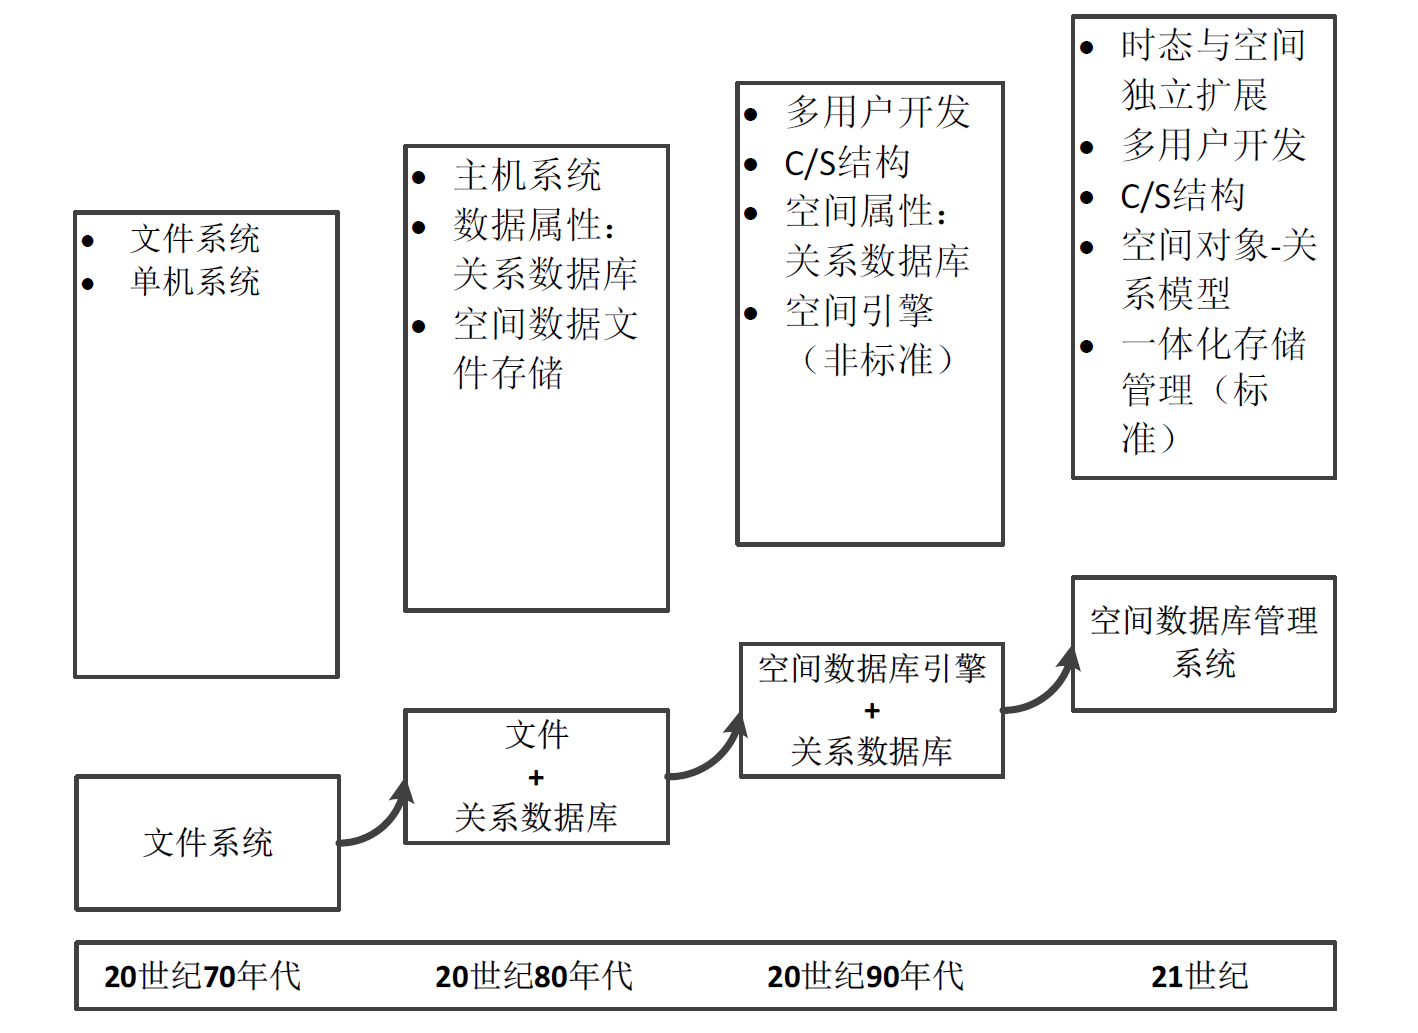 文件系统
单机系统
主机系统
数据属性：
关系数据库
空间数据文
件存储
多用户开发
C/S结构
空间属性：
关系数据库
空间引擎
（非标准）
时态与空间
独立扩展
多用户开发
C/S结构
空间对象-关
系模型
一体化存储
管理（标
准）
文件系统
文件
+
关系数据库
空间数据库引擎
+
关系数据库
空间数据库管理
系统
20世纪70年代
20世纪80年代
20世纪90年代
21世纪